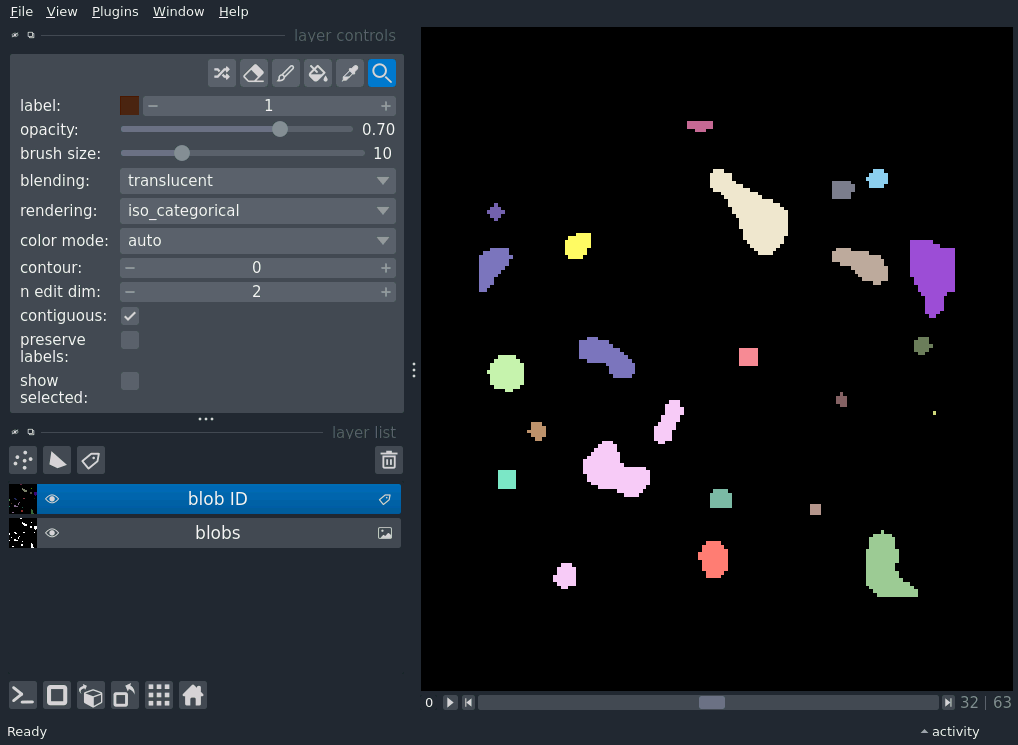 File View Plugins Window Help
layer controls
label: 1
opacity: 0.70
brush size: 10
blending: translucent
rendering: iso_categorical
color mode: auto
contour: 0
n edit dim: 2
contiguous:
preserve
labels:
show
selected:
layer list
blob ID
blobs
0 32 | 63
Ready activity